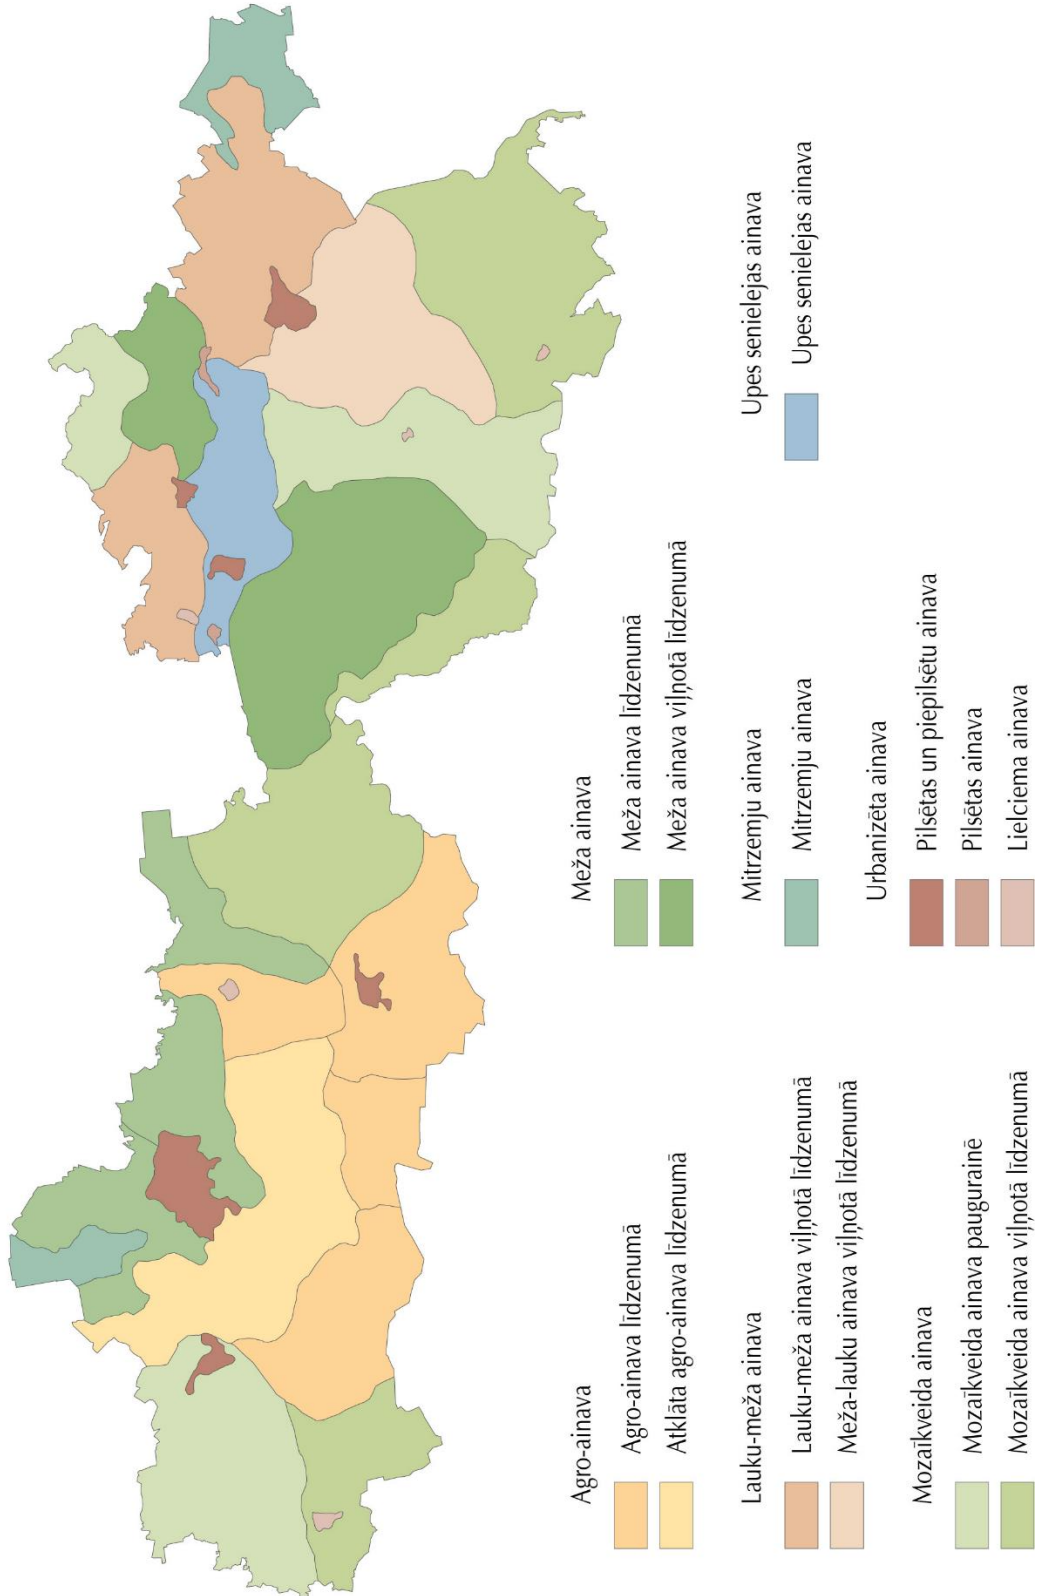 Agro-ainava
Agro-ainava līdzenumā
Atklāta agro-ainava līdzenumā
Lauku-meža ainava
Lauku-meža ainava viļņotā līdzenumā
Meža-lauku ainava viļņotā līdzenumā
Mozaīkveida ainava
Mozaīkveida ainava paugurainē
Mozaīkveida ainava viļņotā līdzenumā
Meža ainava
Meža ainava līdzenumā
Meža ainava viļņotā līdzenumā
Mitrzemju ainava
Mitrzemju ainava
Urbanizēta ainava
Pilsētas un piepilsētu ainava
Pilsētas ainava
Lielciema ainava
Upes senielejas ainava
Upes senielejas ainava